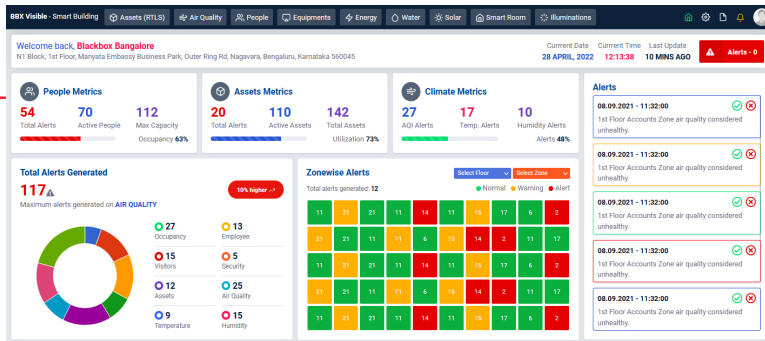 BBX Visible - Smart Building Assets (RTLS) Air Quality People Equipments Energy Water Solar Smart Room Illuminations
Welcome back, Blackbox Bangalore
N1 Block, 1st Floor, Manyata Embassy Business Park, Outer Ring Rd, Nagavara, Bengaluru, Karnataka 560045
Current Date Current Time Last Update
28 APRIL, 2022 12:13:38 10 MINS AGO
Alerts - 0
People Metrics
54 70 112
Total Alerts Active People Max Capacity
Occupancy 63%
Assets Metrics
20 110 142
Total Alerts Active Assets Total Assets
Utilization 73%
Climate Metrics
27 17 10
AQI Alerts Temp. Alerts Humidity Alerts
Alerts 48%
Alerts
08.09.2021 - 11:32:00
1st Floor Accounts Zone air quality considered
unhealthy.
08.09.2021 - 11:32:00
1st Floor Accounts Zone air quality considered
unhealthy.
08.09.2021 - 11:32:00
1st Floor Accounts Zone air quality considered
unhealthy.
08.09.2021 - 11:32:00
1st Floor Accounts Zone air quality considered
unhealthy.
08.09.2021 - 11:32:00
1st Floor Accounts Zone air quality considered
unhealthy.
Total Alerts Generated
117
10% higher
Maximum alerts generated on AIR QUALITY
27 13
Occupancy Employee
15 5
Visitors Security
12 25
Assets Air Quality
9 15
Temperature Humidity
Zonewise Alerts
Select Floor Select Zone
Total alerts generated: 12
Normal Warning Alert
11 21 21 11 14 11 15 17 6 2
21 21 11 11 6 15 14 2 11 17
11 21 21 11 14 11 15 17 6 2
21 21 11 11 6 15 14 2 11 17
11 21 21 11 14 11 15 17 6 2